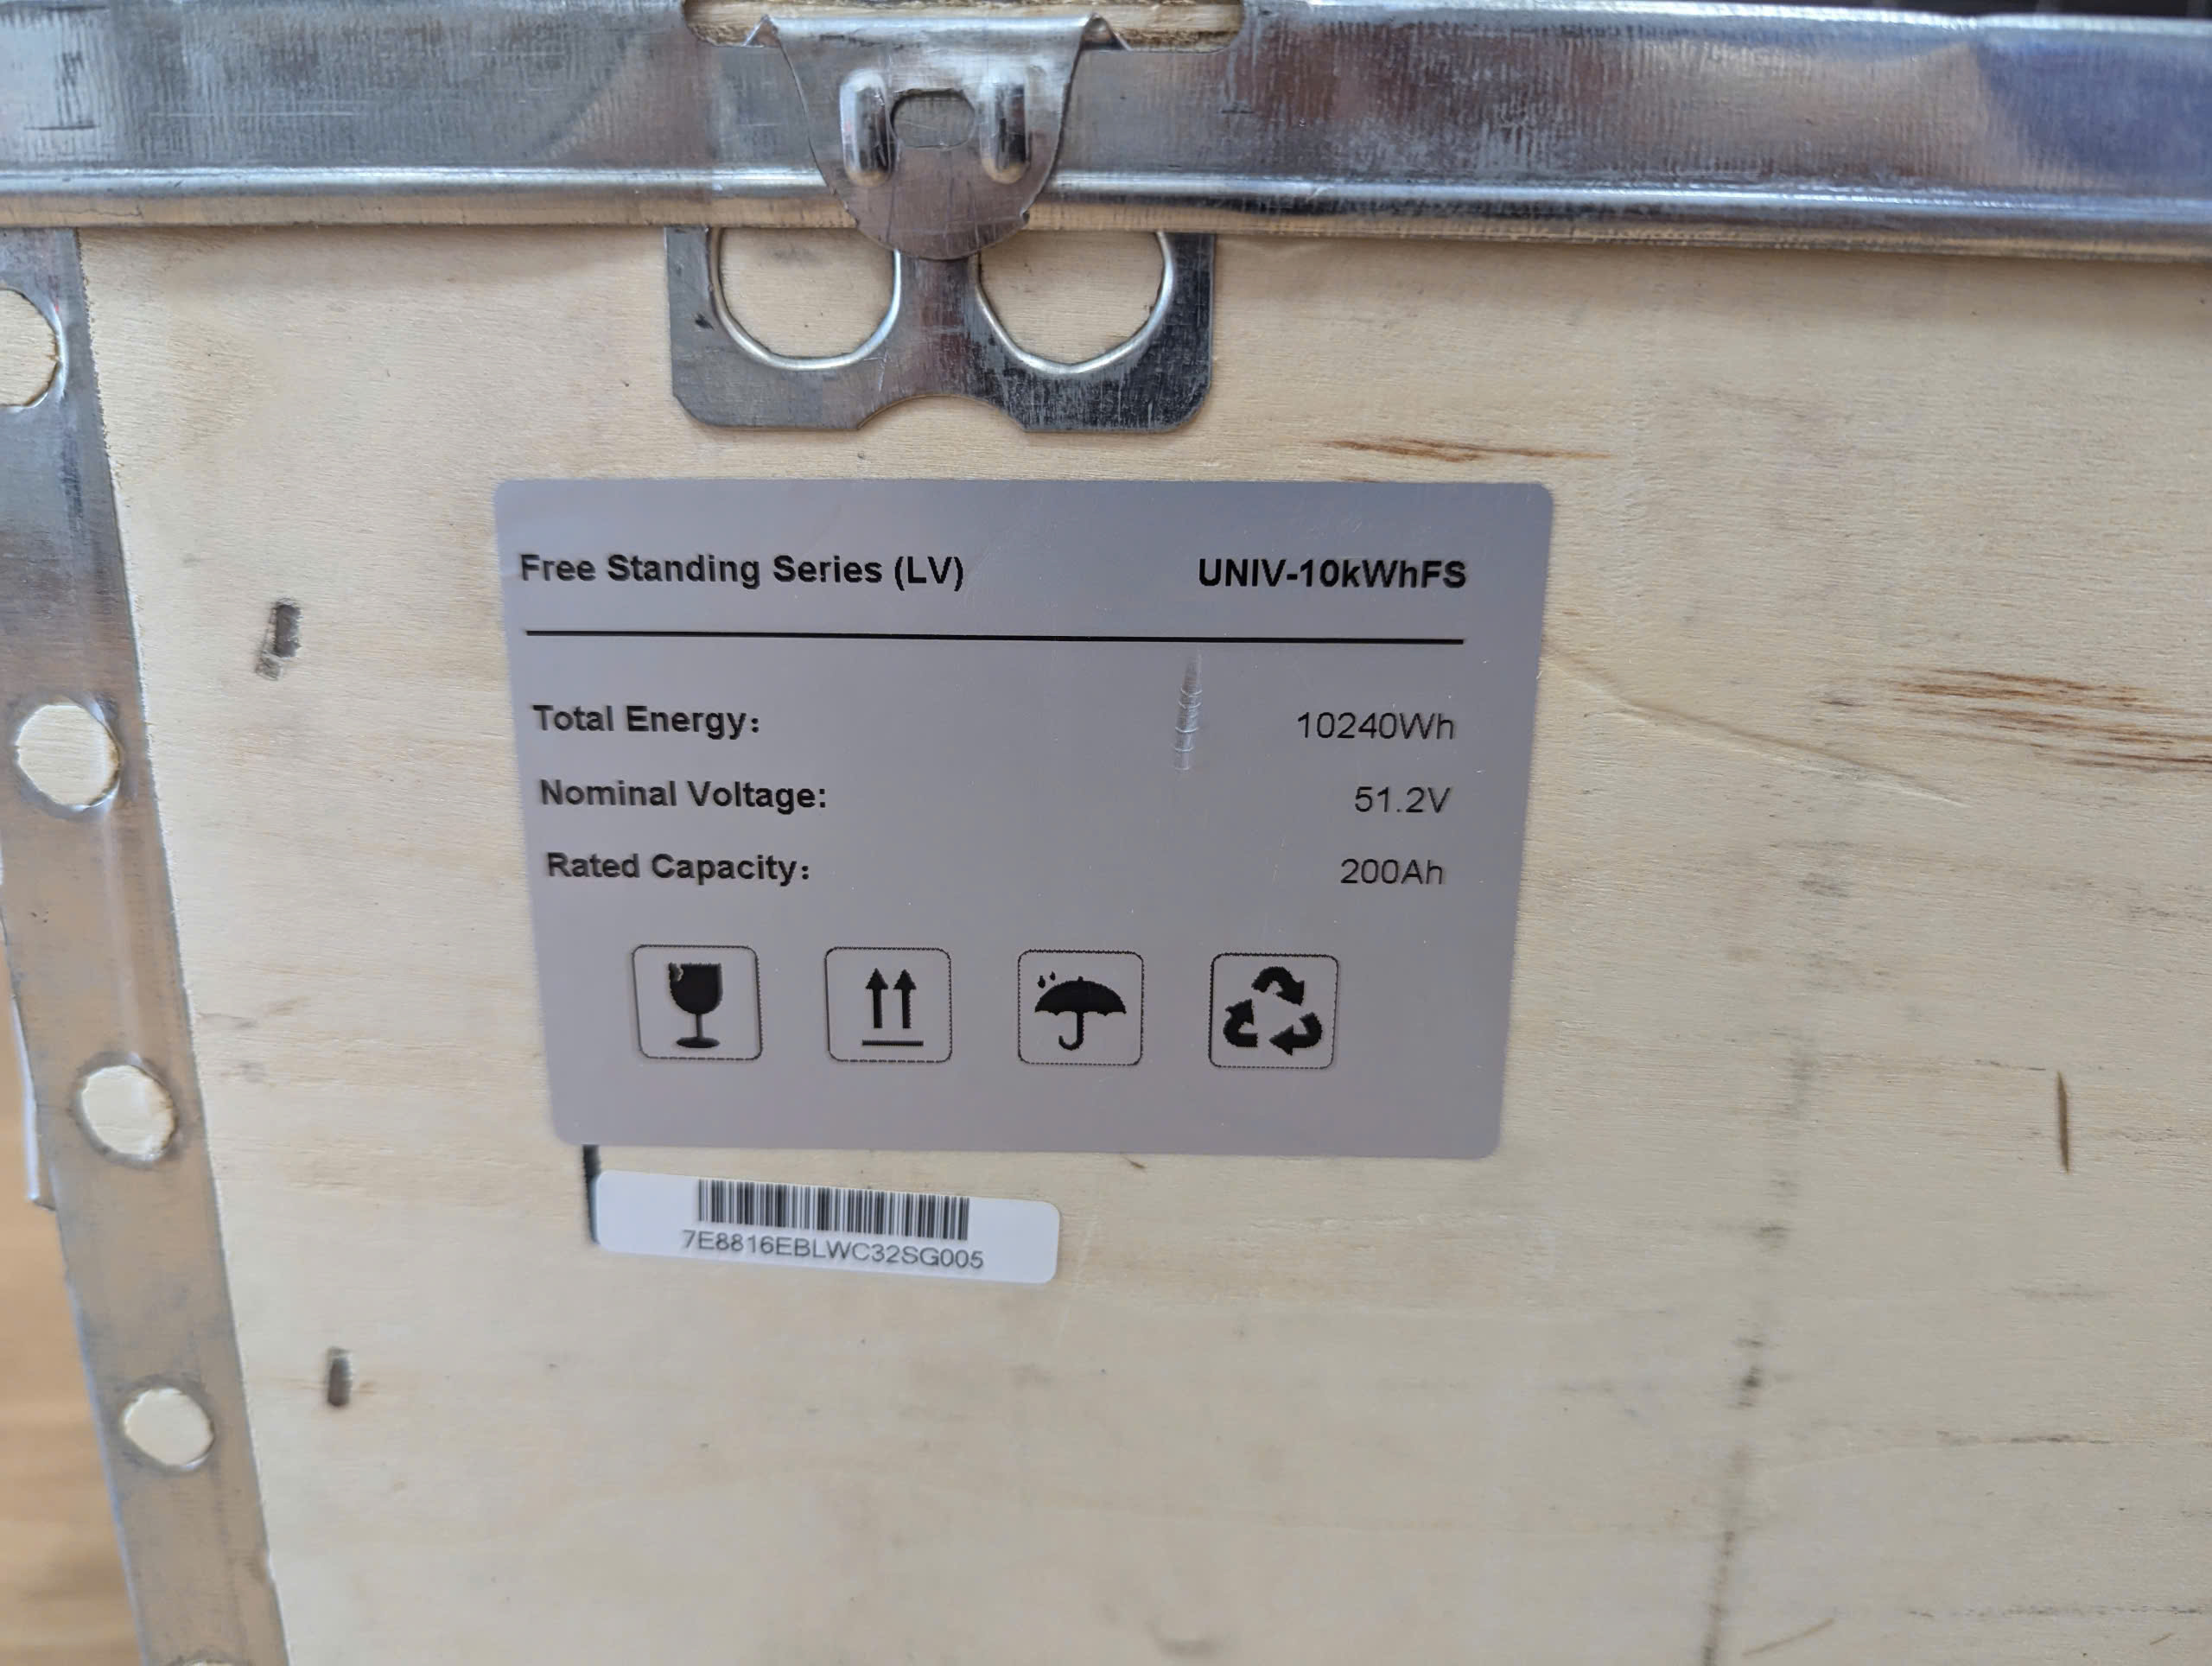 Free Standing Series (LV) UNIV-10kWhFS
Total Energy: 10240Wh
Nominal Voltage: 51.2V
Rated Capacity: 200Ah
7E8816EBLWC32SG005